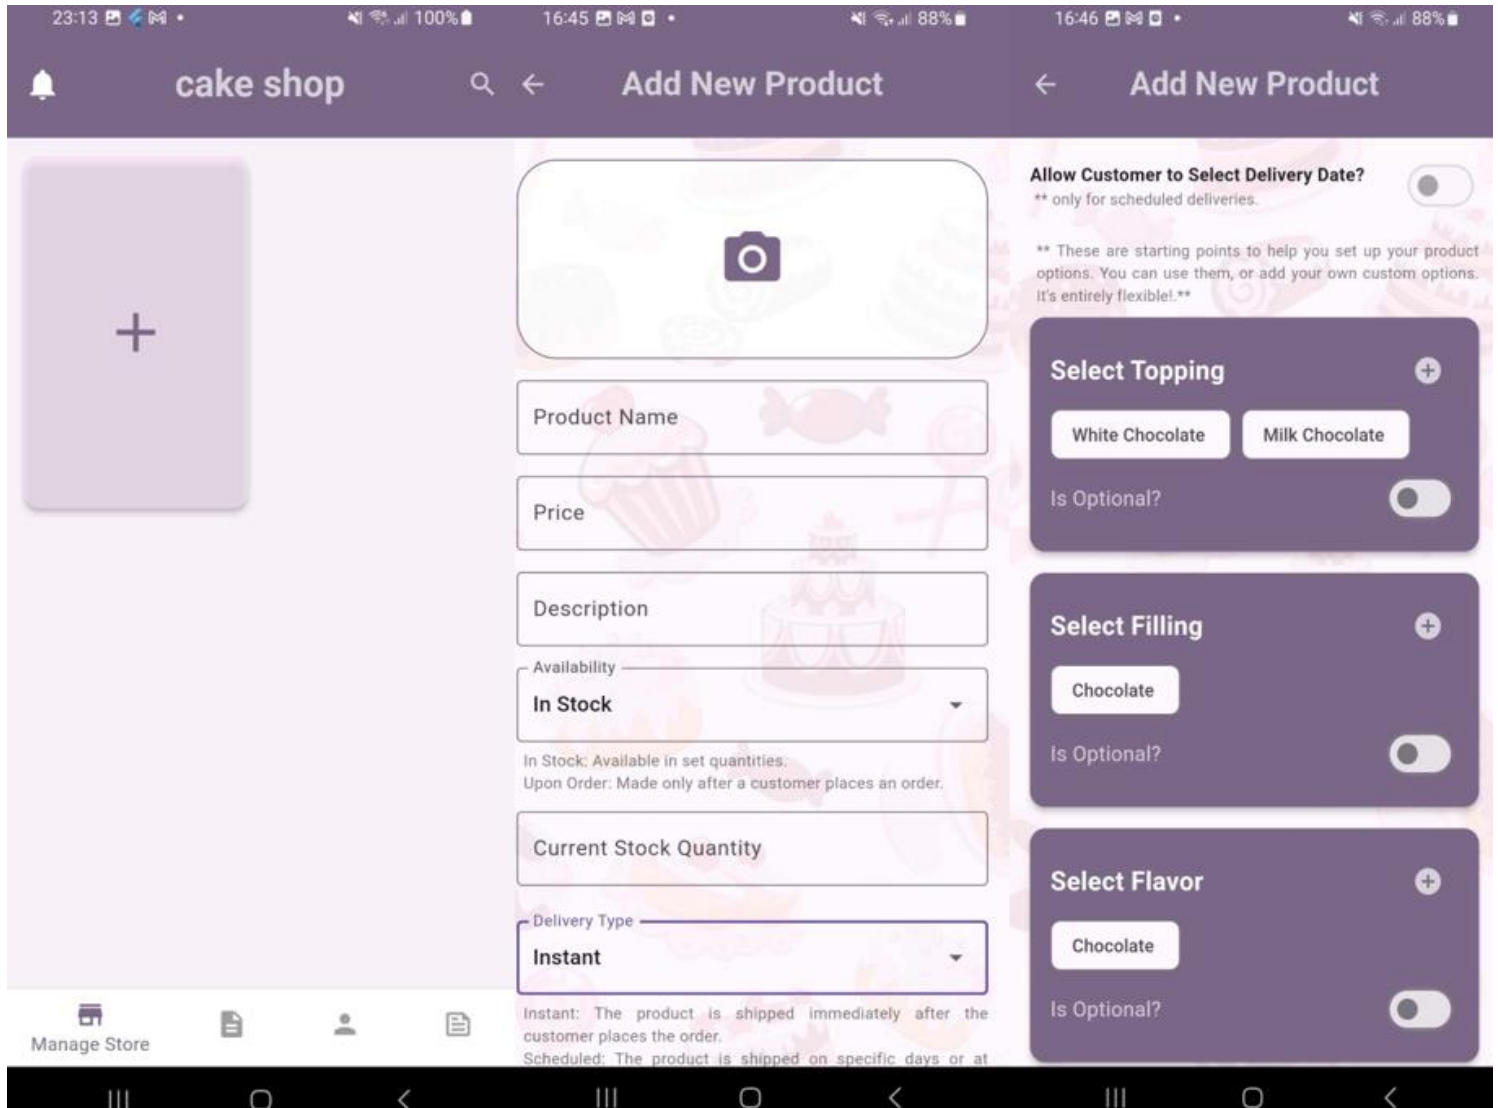 23:13
100%
cake shop
Manage Store
16:45
88%
Add New Product
Product Name
Price
Description
Availability
In Stock
In Stock: Available in set quantities.
Upon Order: Made only after a customer places an order.
Current Stock Quantity
Delivery Type
Instant
Instant: The product is shipped immediately after the
customer places the order.
Scheduled: The product is shipped on specific days or at
16:46
88%
Add New Product
Allow Customer to Select Delivery Date?
** only for scheduled deliveries.
** These are starting points to help you set up your product
options. You can use them, or add your own custom options.
it's entirely flexible!.**
Select Topping
White Chocolate
Milk Chocolate
Is Optional?
Select Filling
Chocolate
Is Optional?
Select Flavor
Chocolate
Is Optional?